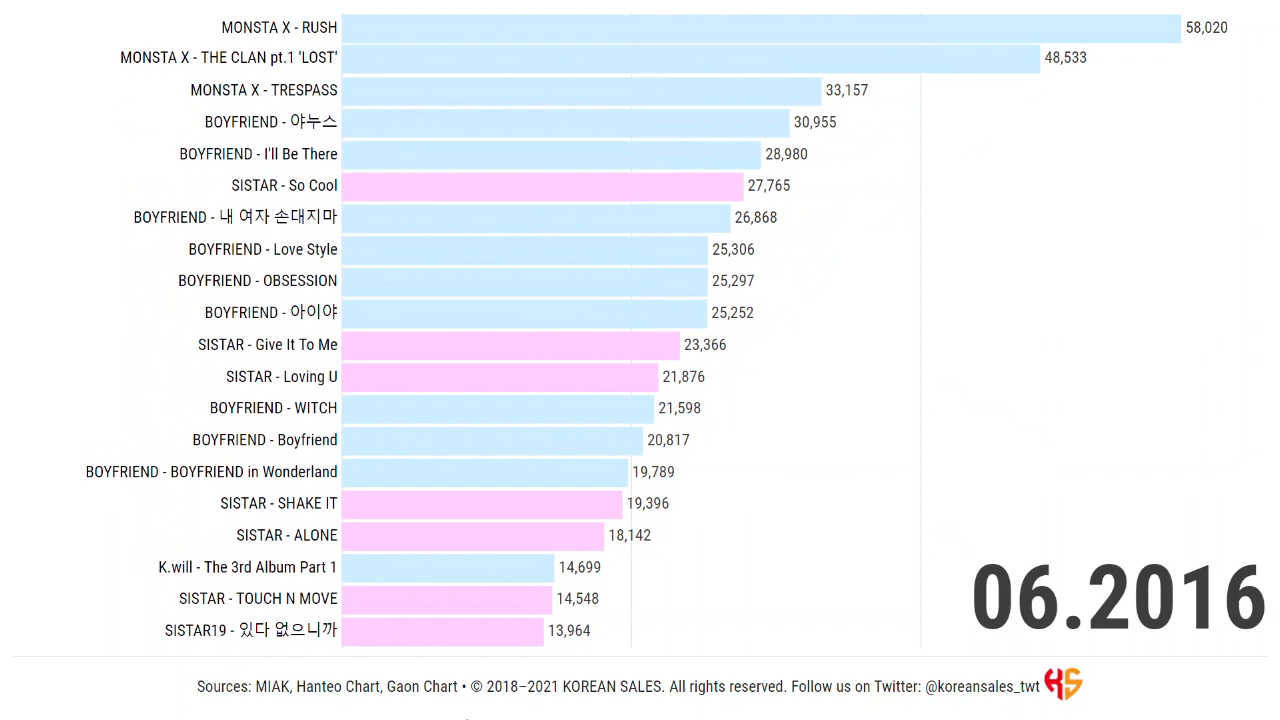 MONSTA X - RUSH 58,020
MONSTA X - THE CLAN pt.1 'LOST' 48,533
MONSTA X - TRESPASS 33,157
BOYFRIEND - 야누스 30,955
BOYFRIEND - I'll Be There 28,980
SISTAR - So Cool 27,765
BOYFRIEND - 내 여자 손대지마 26,868
BOYFRIEND - Love Style 25,306
BOYFRIEND - OBSESSION 25,297
BOYFRIEND - 아이야 25,252
SISTAR - Give It To Me 23,366
SISTAR - Loving U 21,876
BOYFRIEND - WITCH 21,598
BOYFRIEND - Boyfriend 20,817
BOYFRIEND - BOYFRIEND in Wonderland 19,789
SISTAR - SHAKE IT 19,396
SISTAR - ALONE 18,142
K.will - The 3rd Album Part 1 14,699
SISTAR - TOUCH N MOVE 14,548
SISTAR19 - 있다 없으니까 13,964
06.2016
Sources: MIAK, Hanteo Chart, Gaon Chart • © 2018–2021 KOREAN SALES. All rights reserved. Follow us on Twitter: @koreansales_twt KS